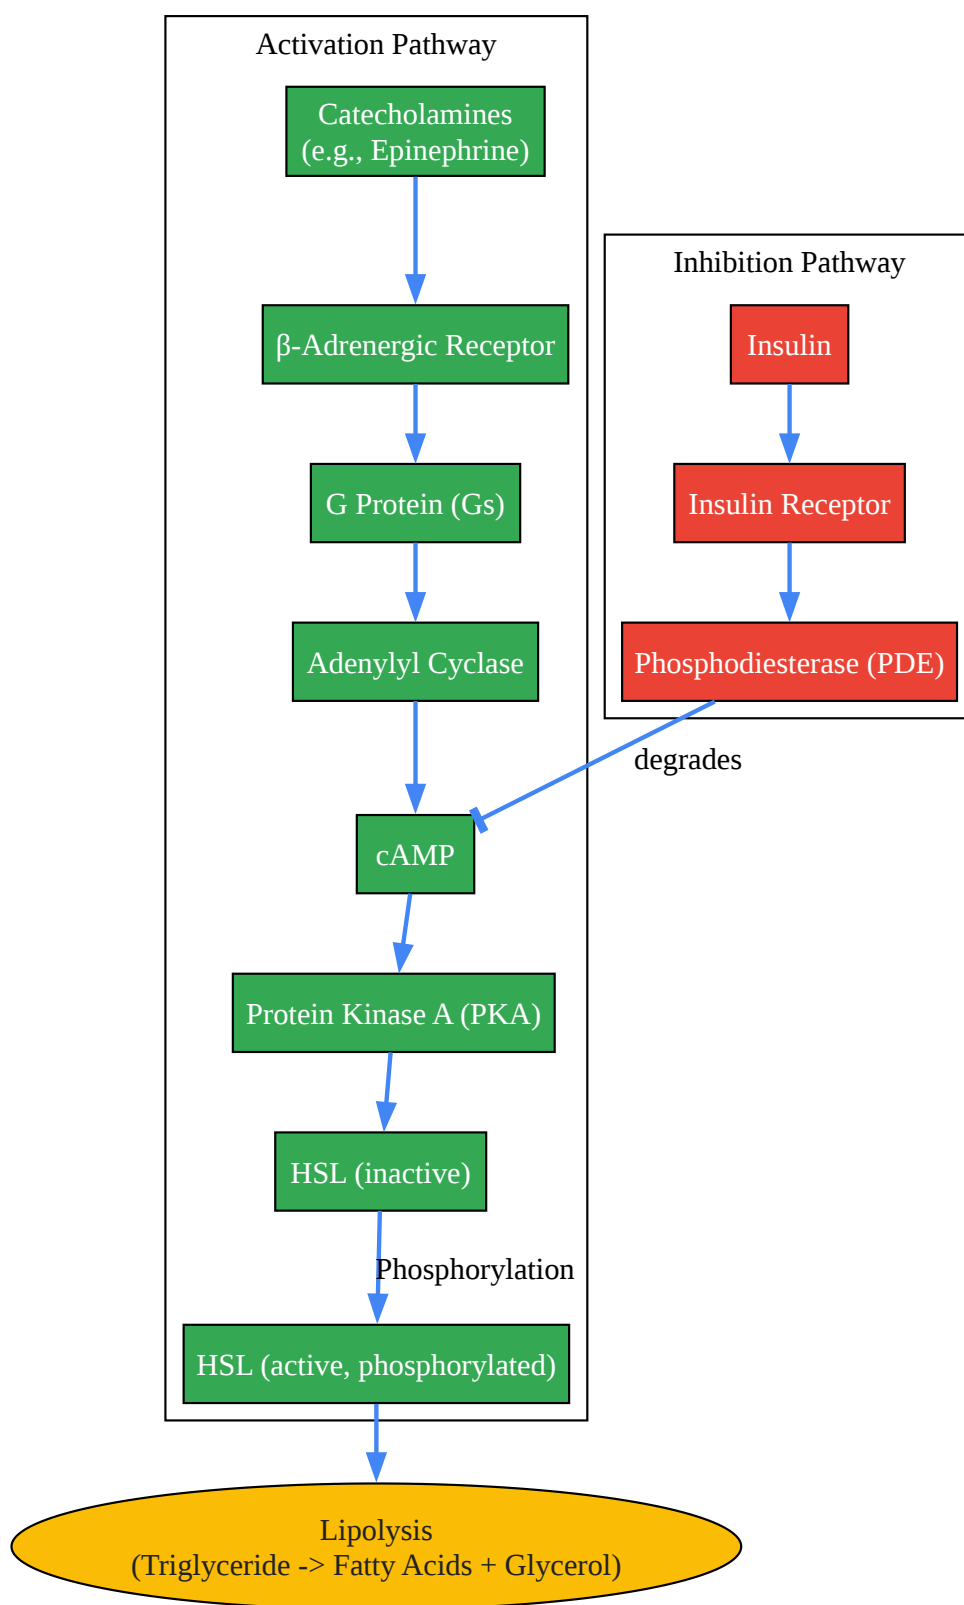 Activation Pathway
Catecholamines
(e.g., Epinephrine)
Inhibition Pathway
β-Adrenergic Receptor
Insulin
G Protein (Gs)
Insulin Receptor
Adenylyl Cyclase
Phosphodiesterase (PDE)
degrades
cAMP
Protein Kinase A (PKA)
HSL (inactive)
Phosphorylation
HSL (active, phosphorylated)
Lipolysis
(Triglyceride -> Fatty Acids + Glycerol)